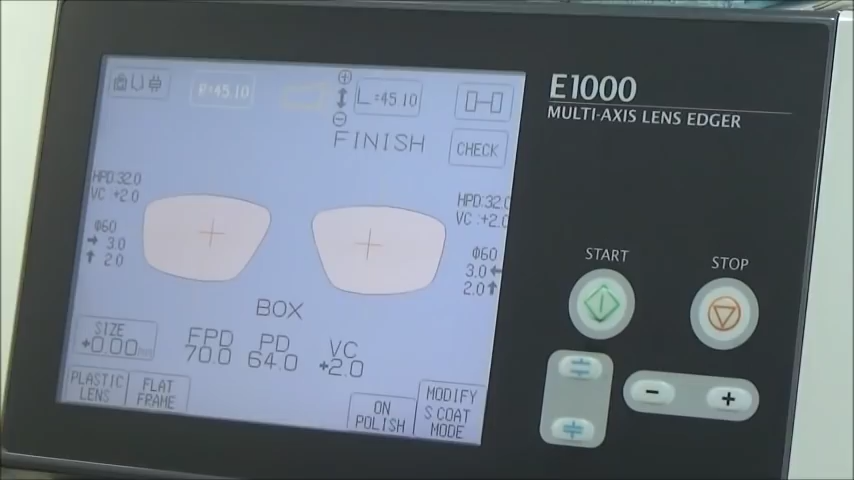 R=45.10
L=45.10
FINISH
CHECK
HPD:32.0
VC +2.0
Φ60
→ 3.0
↑ 2.0
HPD:32.0
VC :+2.0
Φ60
3.0←
2.0↑
BOX
SIZE
+0.00mm
FPD
70.0
PD
64.0
VC
+2.0
PLASTIC
LENS
FLAT
FRAME
ON
POLISH
MODIFY
S COAT
MODE
E1000
MULTI-AXIS LENS EDGER
START
STOP
-
+